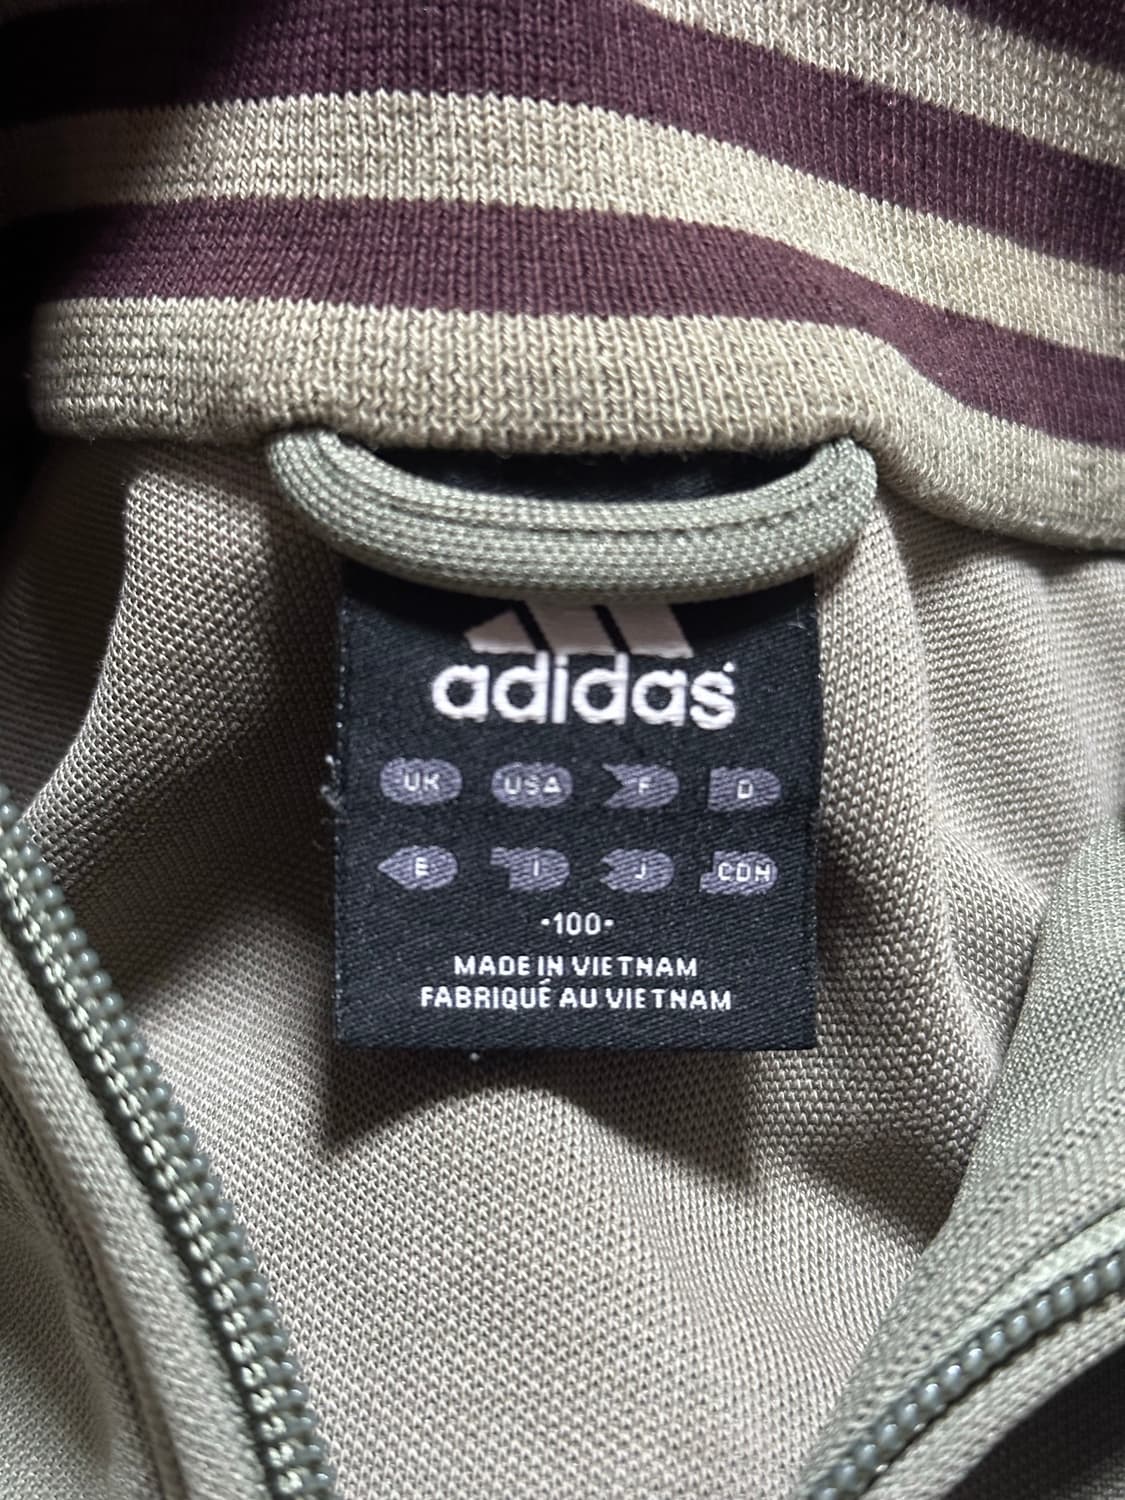 adidas
UK USA F D
E I J CDN
•100•
MADE IN VIETNAM
FABRIQUÉ AU VIETNAM